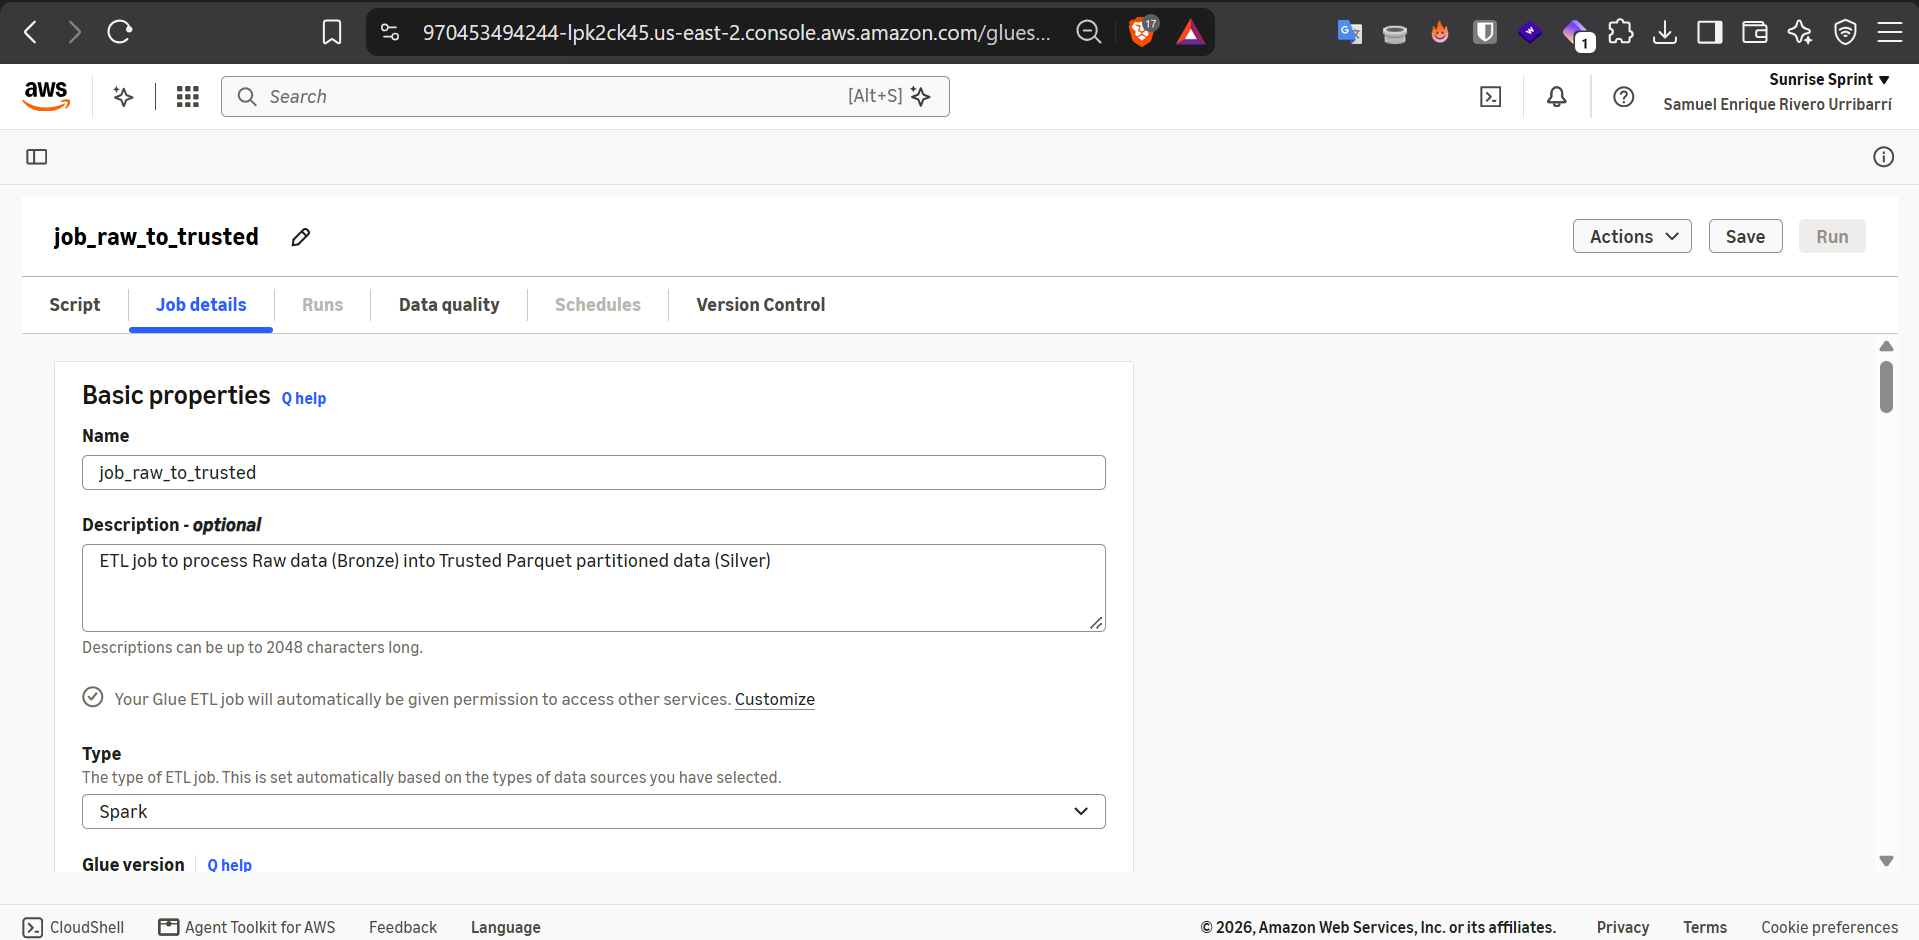 970453494244-lpk2ck45.us-east-2.console.aws.amazon.com/glues...
17
1
aws
Search
[Alt+S]
Sunrise Sprint
Samuel Enrique Rivero Urribarrí
job_raw_to_trusted
Actions
Save
Run
Script
Job details
Runs
Data quality
Schedules
Version Control
Basic properties
Q help
Name
job_raw_to_trusted
Description - optional
ETL job to process Raw data (Bronze) into Trusted Parquet partitioned data (Silver)
Descriptions can be up to 2048 characters long.
Your Glue ETL job will automatically be given permission to access other services. Customize
Type
The type of ETL job. This is set automatically based on the types of data sources you have selected.
Spark
Glue version
Q help
CloudShell
Agent Toolkit for AWS
Feedback
Language
© 2026, Amazon Web Services, Inc. or its affiliates.
Privacy
Terms
Cookie preferences